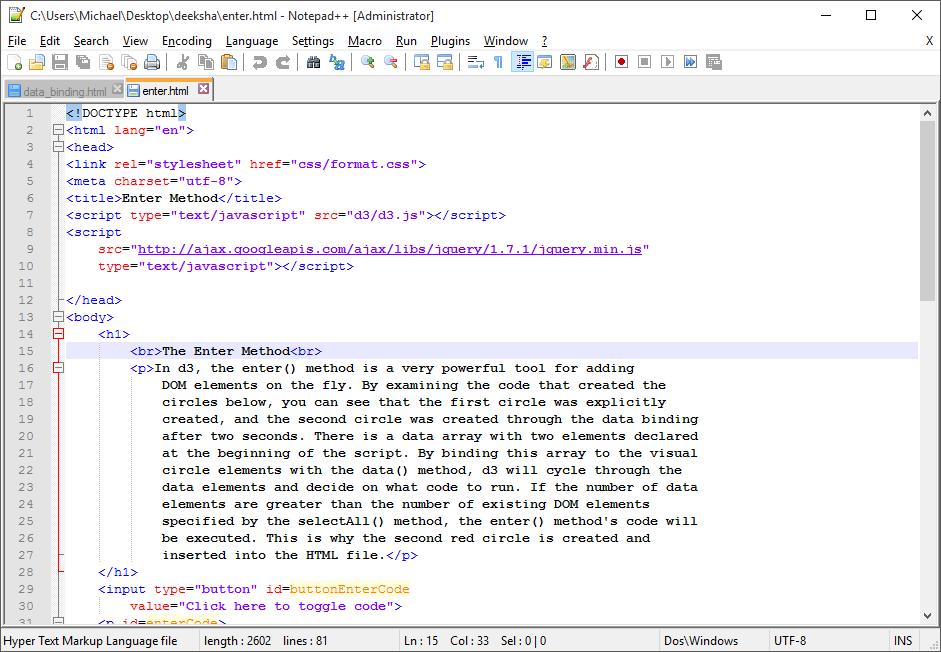 C:\Users\Michael\Desktop\deeksha\enter.html - Notepad++ [Administrator]
File Edit Search View Encoding Language Settings Macro Run Plugins Window ? X
data_binding.html enter.html
1 <!DOCTYPE html>
2 <html lang="en">
3 <head>
4 <link rel="stylesheet" href="css/format.css">
5 <meta charset="utf-8">
6 <title>Enter Method</title>
7 <script type="text/javascript" src="d3/d3.js"></script>
8 <script
9 src="http://ajax.googleapis.com/ajax/libs/jquery/1.7.1/jquery.min.js"
10 type="text/javascript"></script>
11
12 </head>
13 <body>
14 <h1>
15 <br>The Enter Method<br>
16 <p>In d3, the enter() method is a very powerful tool for adding
17 DOM elements on the fly. By examining the code that created the
18 circles below, you can see that the first circle was explicitly
19 created, and the second circle was created through the data binding
20 after two seconds. There is a data array with two elements declared
21 at the beginning of the script. By binding this array to the visual
22 circle elements with the data() method, d3 will cycle through the
23 data elements and decide on what code to run. If the number of data
24 elements are greater than the number of existing DOM elements
25 specified by the selectAll() method, the enter() method's code will
26 be executed. This is why the second red circle is created and
27 inserted into the HTML file.</p>
28 </h1>
29 <input type="button" id=buttonEnterCode
30 value="Click here to toggle code">
31 <p id=enterCode>
Hyper Text Markup Language file length : 2602 lines : 81 Ln : 15 Col : 33 Sel : 0 | 0 Dos\Windows UTF-8 INS